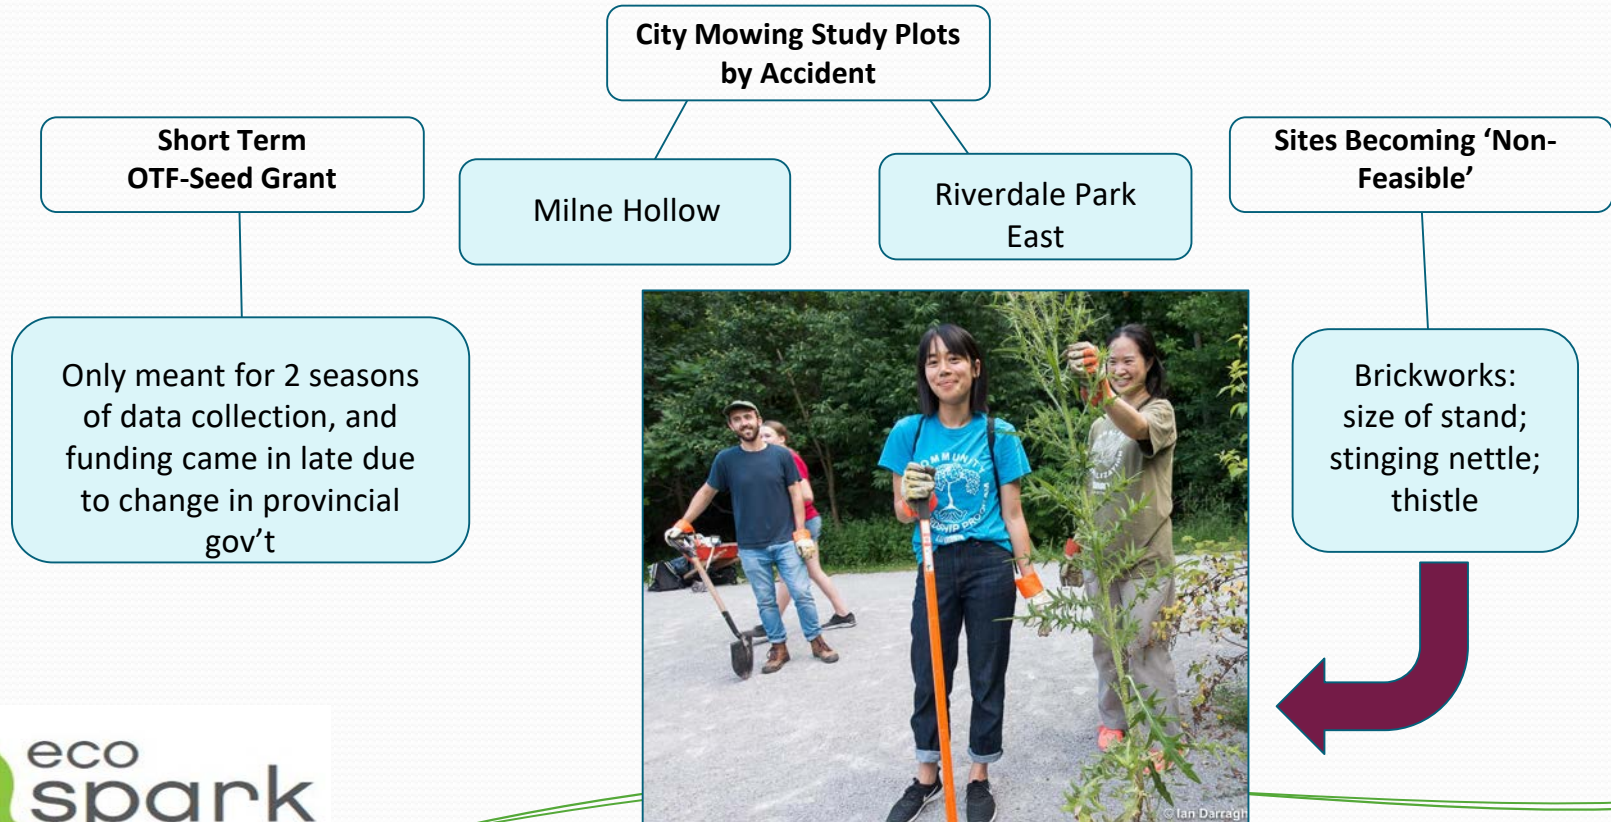 City Mowing Study Plots
by Accident
Short Term
OTF-Seed Grant
Milne Hollow
Riverdale Park
East
Sites Becoming ‘Non-
Feasible’
Only meant for 2 seasons
of data collection, and
funding came in late due
to change in provincial
gov’t
Brickworks:
size of stand;
stinging nettle;
thistle
COMMUNITY
© Ian Darragh
eco
spark